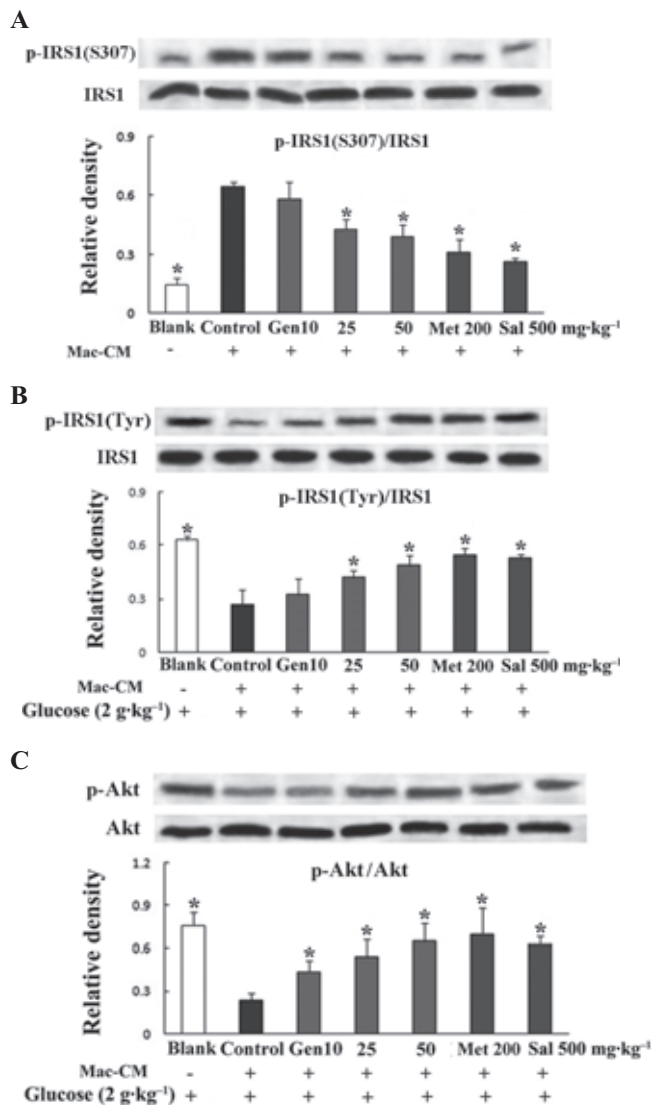 A
p-IRS1(S307)
IRS1
p-IRS1(S307)/IRS1
Relative density
0.9
0.6
0.3
0
* * * * *
Blank Control Gen10 25 50 Met 200 Sal 500 mg·kg⁻¹
Mac-CM - + + + + + +
B
p-IRS1(Tyr)
IRS1
p-IRS1(Tyr)/IRS1
Relative density
0.9
0.6
0.3
0
* * * * *
Blank Control Gen10 25 50 Met 200 Sal 500 mg·kg⁻¹
Mac-CM - + + + + + +
Glucose (2 g·kg⁻¹) + + + + + + +
C
p-Akt
Akt
p-Akt/Akt
Relative density
1.2
0.9
0.6
0.3
0
* * * * * *
Blank Control Gen10 25 50 Met 200 Sal 500 mg·kg⁻¹
Mac-CM - + + + + + +
Glucose (2 g·kg⁻¹) + + + + + + +